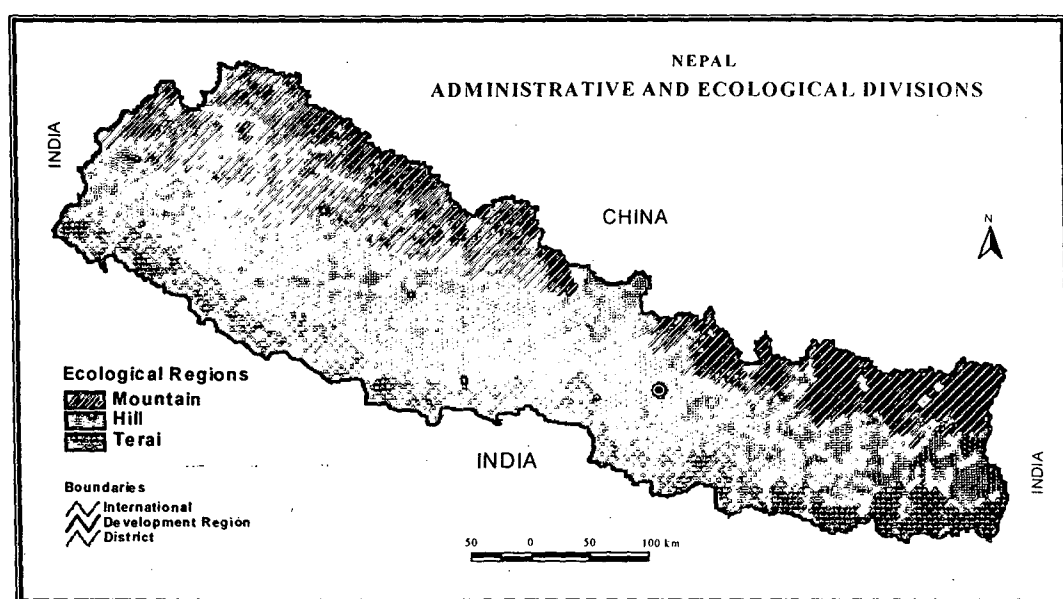 NEPAL
ADMINISTRATIVE AND ECOLOGICAL DIVISIONS
INDIA
CHINA
N
Ecological Regions
Mountain
Hill
Terai
INDIA
INDIA
Boundaries
International
Development Region
District
50 0 50 100 km